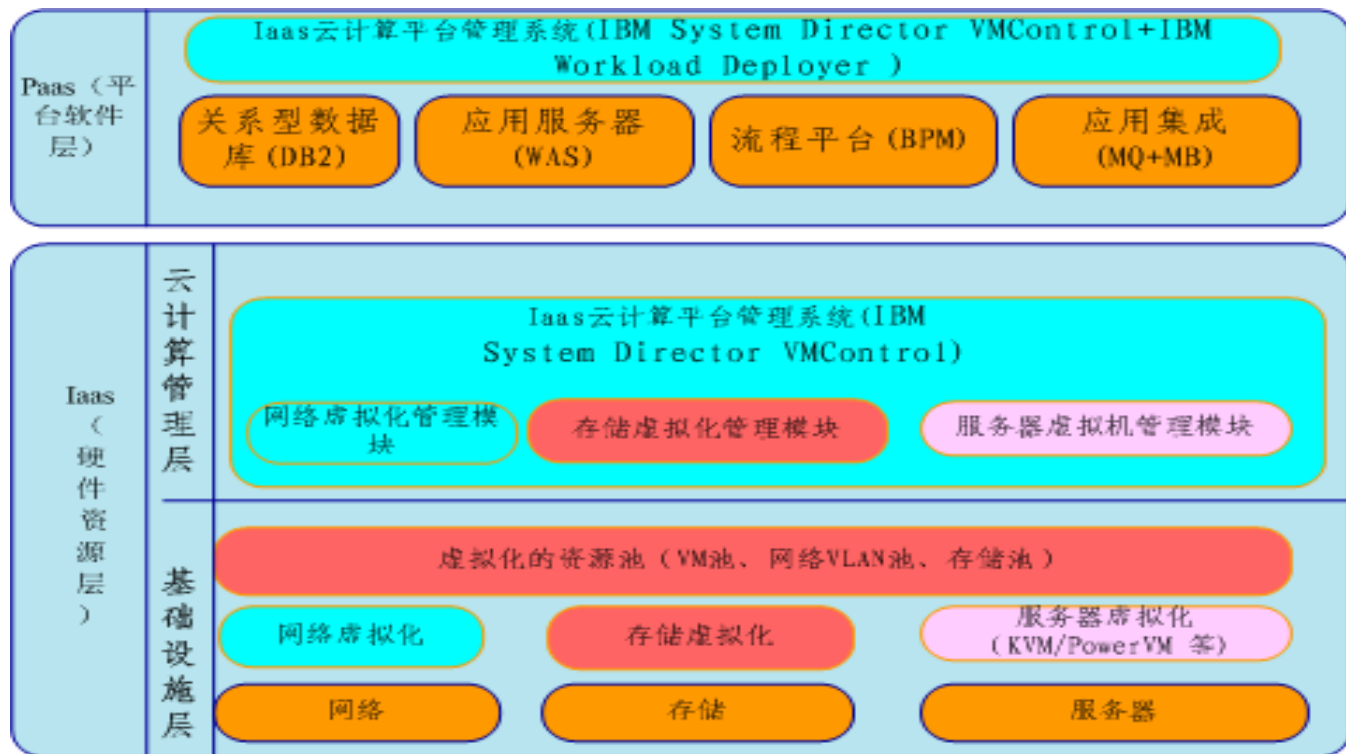 Iaas云计算平台管理系统(IBM System Director VMControl+IBM
Workload Deployer )
Paas（平
台软件
层）
关系型数据
库(DB2)
应用服务器
(WAS)
流程平台(BPM)
应用集成
(MQ+MB)
云计算管理层
Iaas云计算平台管理系统(IBM
System Director VMControl)
Iaas
（
硬
件
资
源
层
）
网络虚拟化管理模
块
存储虚拟化管理模块
服务器虚拟机管理模块
基础设施层
虚拟化的资源池（VM池、网络VLAN池、存储池）
网络虚拟化
存储虚拟化
服务器虚拟化
（KVM/PowerVM 等）
网络
存储
服务器